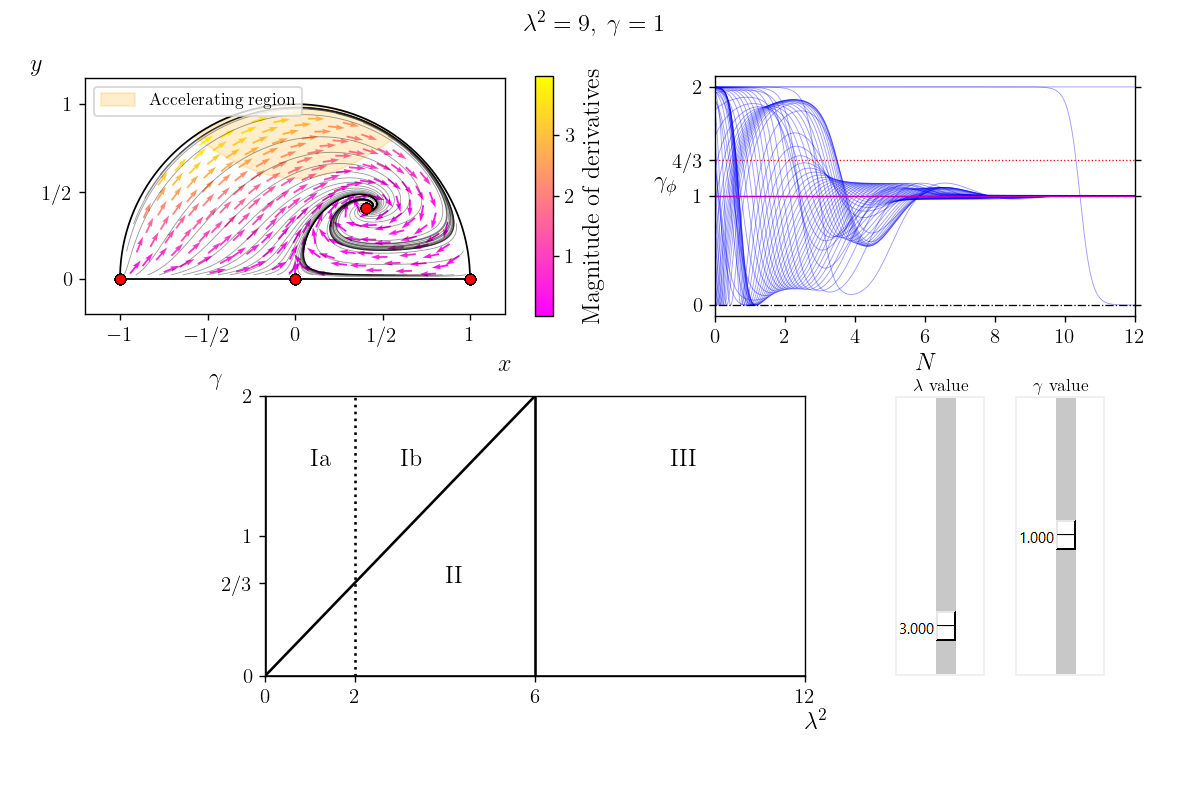 λ² = 9, γ = 1
y
Accelerating region
1
1/2
0
−1
−1/2
0
1/2
1
x
3
2
1
Magnitude of derivatives
2
4/3
γϕ
1
0
0
2
4
6
8
10
12
N
γ
2
1
2/3
0
Ia
Ib
II
III
0
2
6
12
λ²
λ value
3.000
γ value
1.000